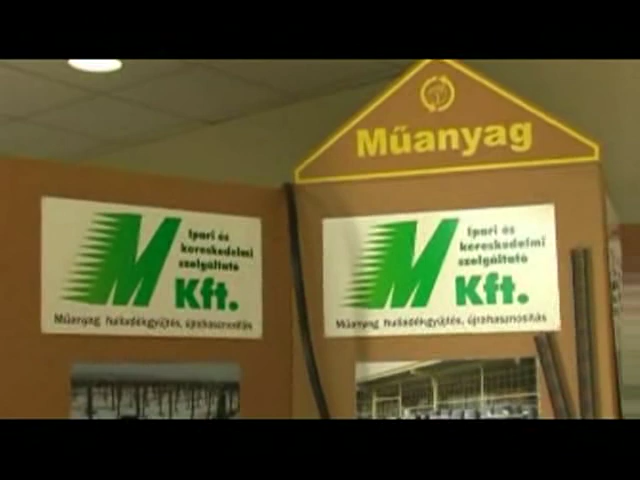 Műanyag
M
Ipari és
kereskedelmi
szolgáltató
Kft.
Műanyag hulladékgyűjtés, újrahasznosítás
M
Ipari és
kereskedelmi
szolgáltató
Kft.
Műanyag hulladékgyűjtés, újrahasznosítás